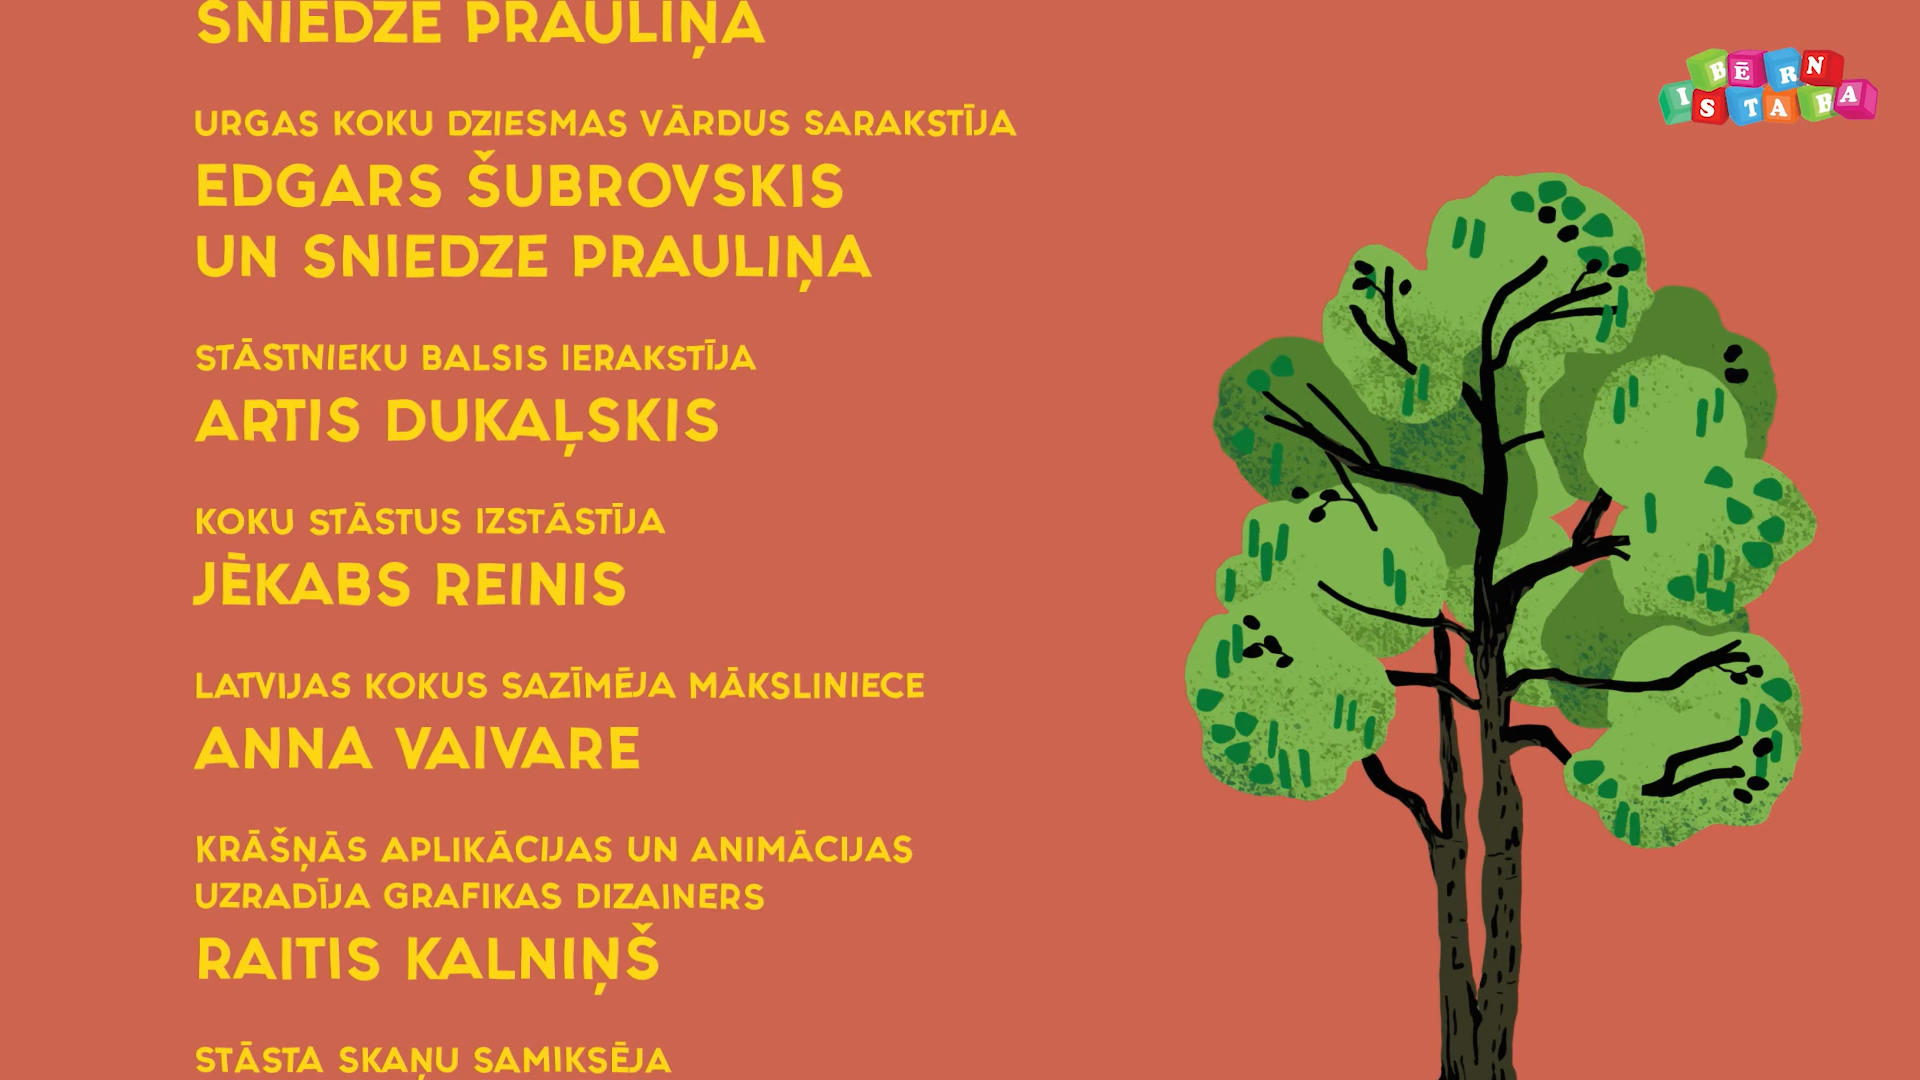 SNIEDZE PRAULIŅA
URGAS KOKU DZIESMAS VĀRDUS SARAKSTĪJA
EDGARS ŠUBROVSKIS
UN SNIEDZE PRAULIŅA
STĀSTNIEKU BALSIS IERAKSTĪJA
ARTIS DUKAĻSKIS
KOKU STĀSTUS IZSTĀSTĪJA
JĒKABS REINIS
LATVIJAS KOKUS SAZĪMĒJA MĀKSLINIECE
ANNA VAIVARE
KRĀŠŅĀS APLIKĀCIJAS UN ANIMĀCIJAS
UZRADĪJA GRAFIKAS DIZAINERS
RAITIS KALNIŅŠ
STĀSTA SKAŅU SAMIKSĒJA
BĒRN
ISTABA